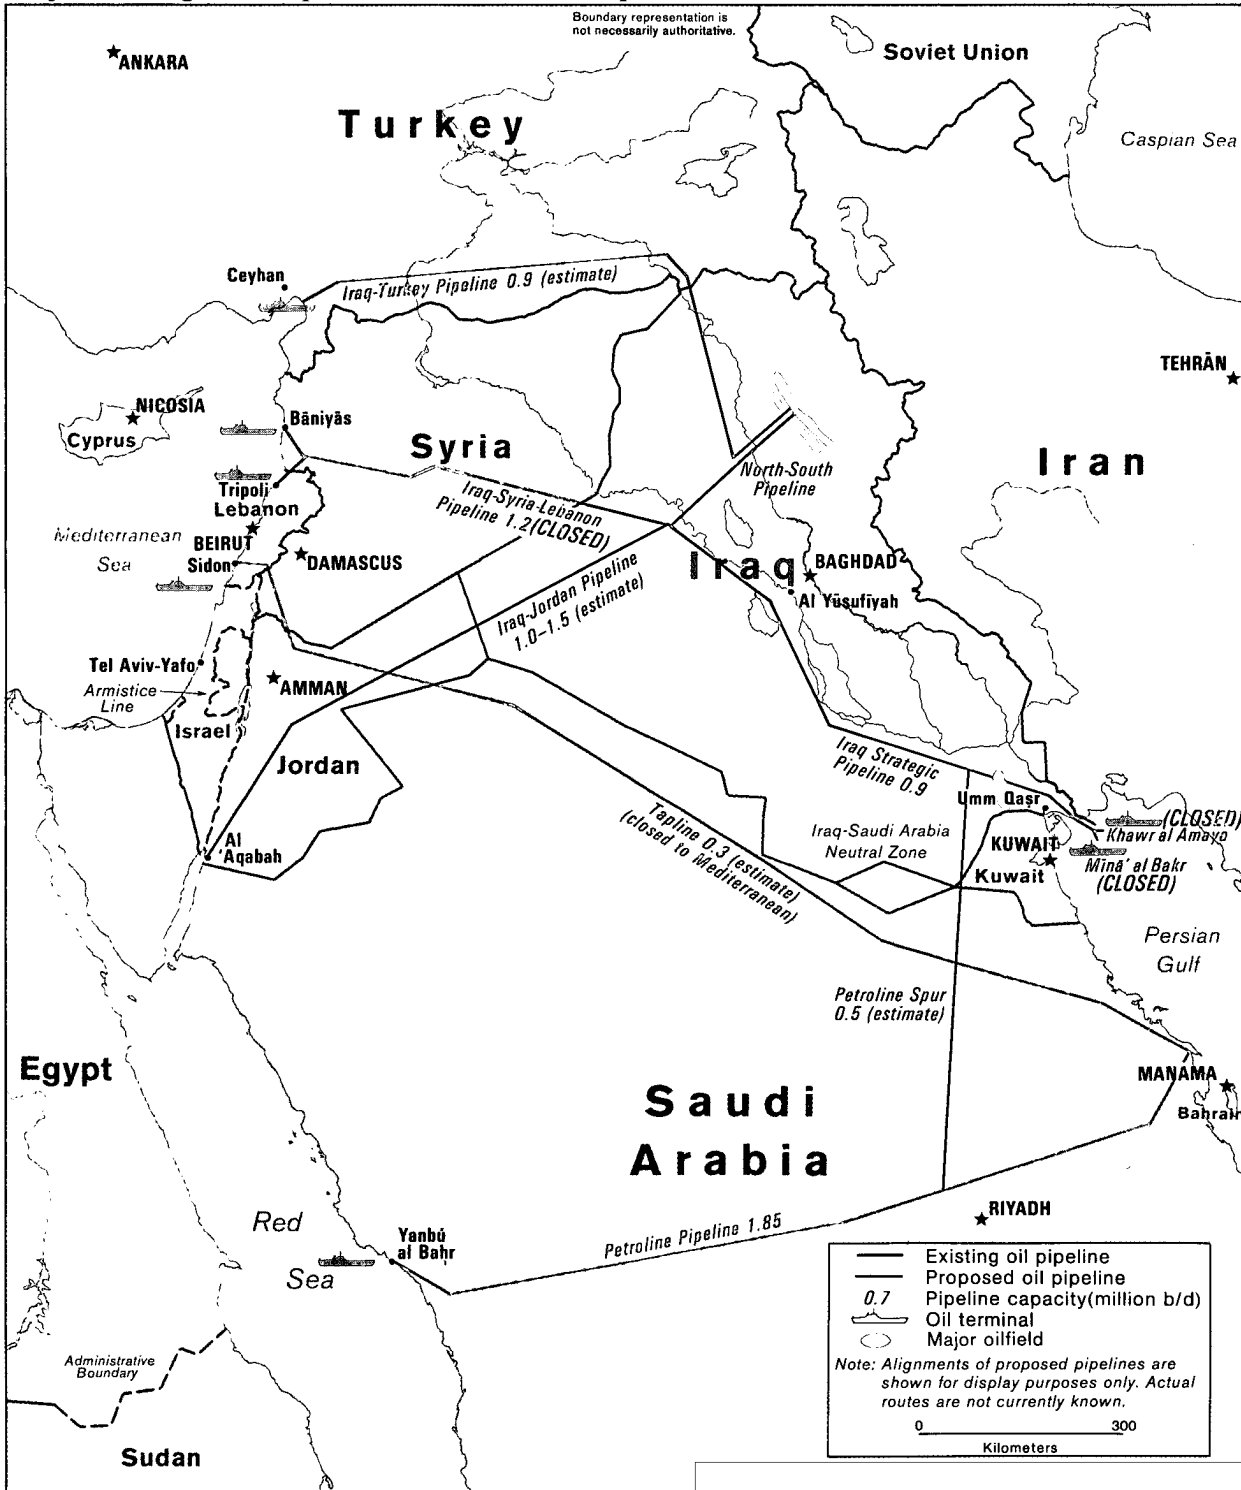 Boundary representation is
not necessarily authoritative.
Soviet Union
ANKARA
Turkey
Caspian Sea
Ceyhan
Iraq-Turkey Pipeline 0.9 (estimate)
TEHRĀN
NICOSIA
Cyprus
Bāniyās
Syria
Iran
North-South
Pipeline
Tripoli
Lebanon
Iraq-Syria-Lebanon
Pipeline 1.2 (CLOSED)
Mediterranean
Sea
BEIRUT
Sidon
DAMASCUS
Iraq
BAGHDAD
Al Yūsufīyah
Iraq-Jordan Pipeline
1.0–1.5 (estimate)
Tel Aviv-Yafo
Armistice
Line
AMMAN
Israel
Jordan
Iraq Strategic
Pipeline 0.9
Umm Qaşr
(CLOSED)
Khawr al Amaya
Tapline 0.3 (estimate)
(closed to Mediterranean)
Iraq-Saudi Arabia
Neutral Zone
KUWAIT
Kuwait
Mīnā' al Bakr
(CLOSED)
Al
'Aqabah
Persian
Gulf
Petroline Spur
0.5 (estimate)
Egypt
MANAMA
Bahrain
Saudi
Arabia
RIYADH
Red
Sea
Yanbú
al Baḥr
Petroline Pipeline 1.85
Existing oil pipeline
Proposed oil pipeline
0.7 Pipeline capacity(million b/d)
Oil terminal
Major oilfield
Note: Alignments of proposed pipelines are
shown for display purposes only. Actual
routes are not currently known.
0 300
Kilometers
Administrative
Boundary
Sudan